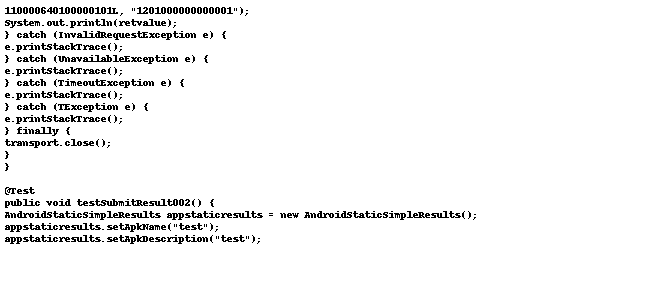 110000640100000101L, "1201000000000001");
System.out.println(retvalue);
} catch (InvalidRequestException e) {
e.printStackTrace();
} catch (UnavailableException e) {
e.printStackTrace();
} catch (TimeoutException e) {
e.printStackTrace();
} catch (TException e) {
e.printStackTrace();
} finally {
transport.close();
}
}
@Test
public void testSubmitResult002() {
AndroidStaticSimpleResults appstaticresults = new AndroidStaticSimpleResults();
appstaticresults.setApkName("test");
appstaticresults.setApkDescription("test");